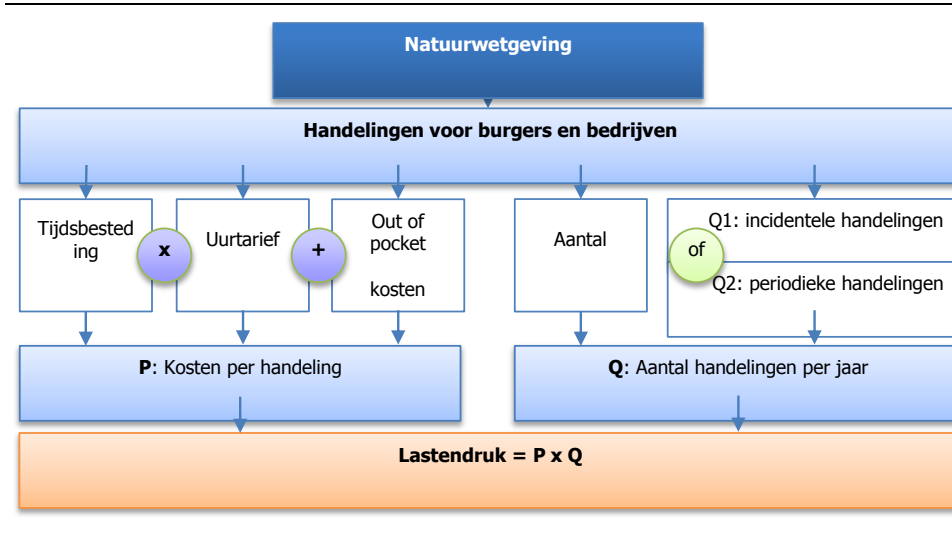 Natuurwetgeving
Handelingen voor burgers en bedrijven
Tijdsbested
ing
x
Uurtarief
+
Out of
pocket
kosten
Aantal
of
Q1: incidentele handelingen
Q2: periodieke handelingen
P: Kosten per handeling
Q: Aantal handelingen per jaar
Lastendruk = P x Q